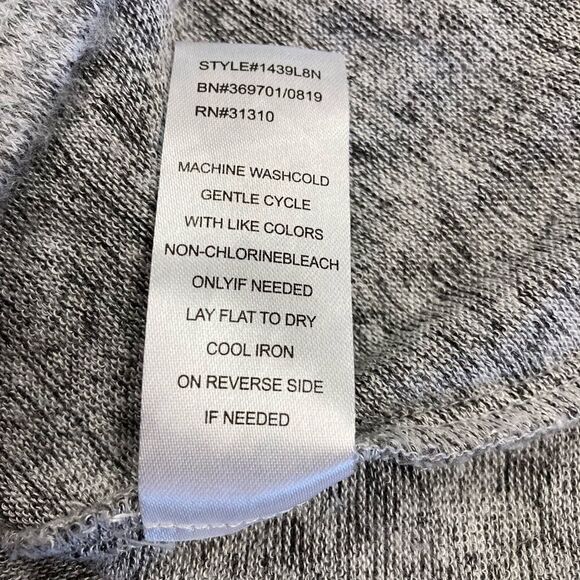 STYLE#1439L8N
BN#369701/0819
RN#31310
MACHINE WASHCOLD
GENTLE CYCLE
WITH LIKE COLORS
NON-CHLORINEBLEACH
ONLYIF NEEDED
LAY FLAT TO DRY
COOL IRON
ON REVERSE SIDE
IF NEEDED